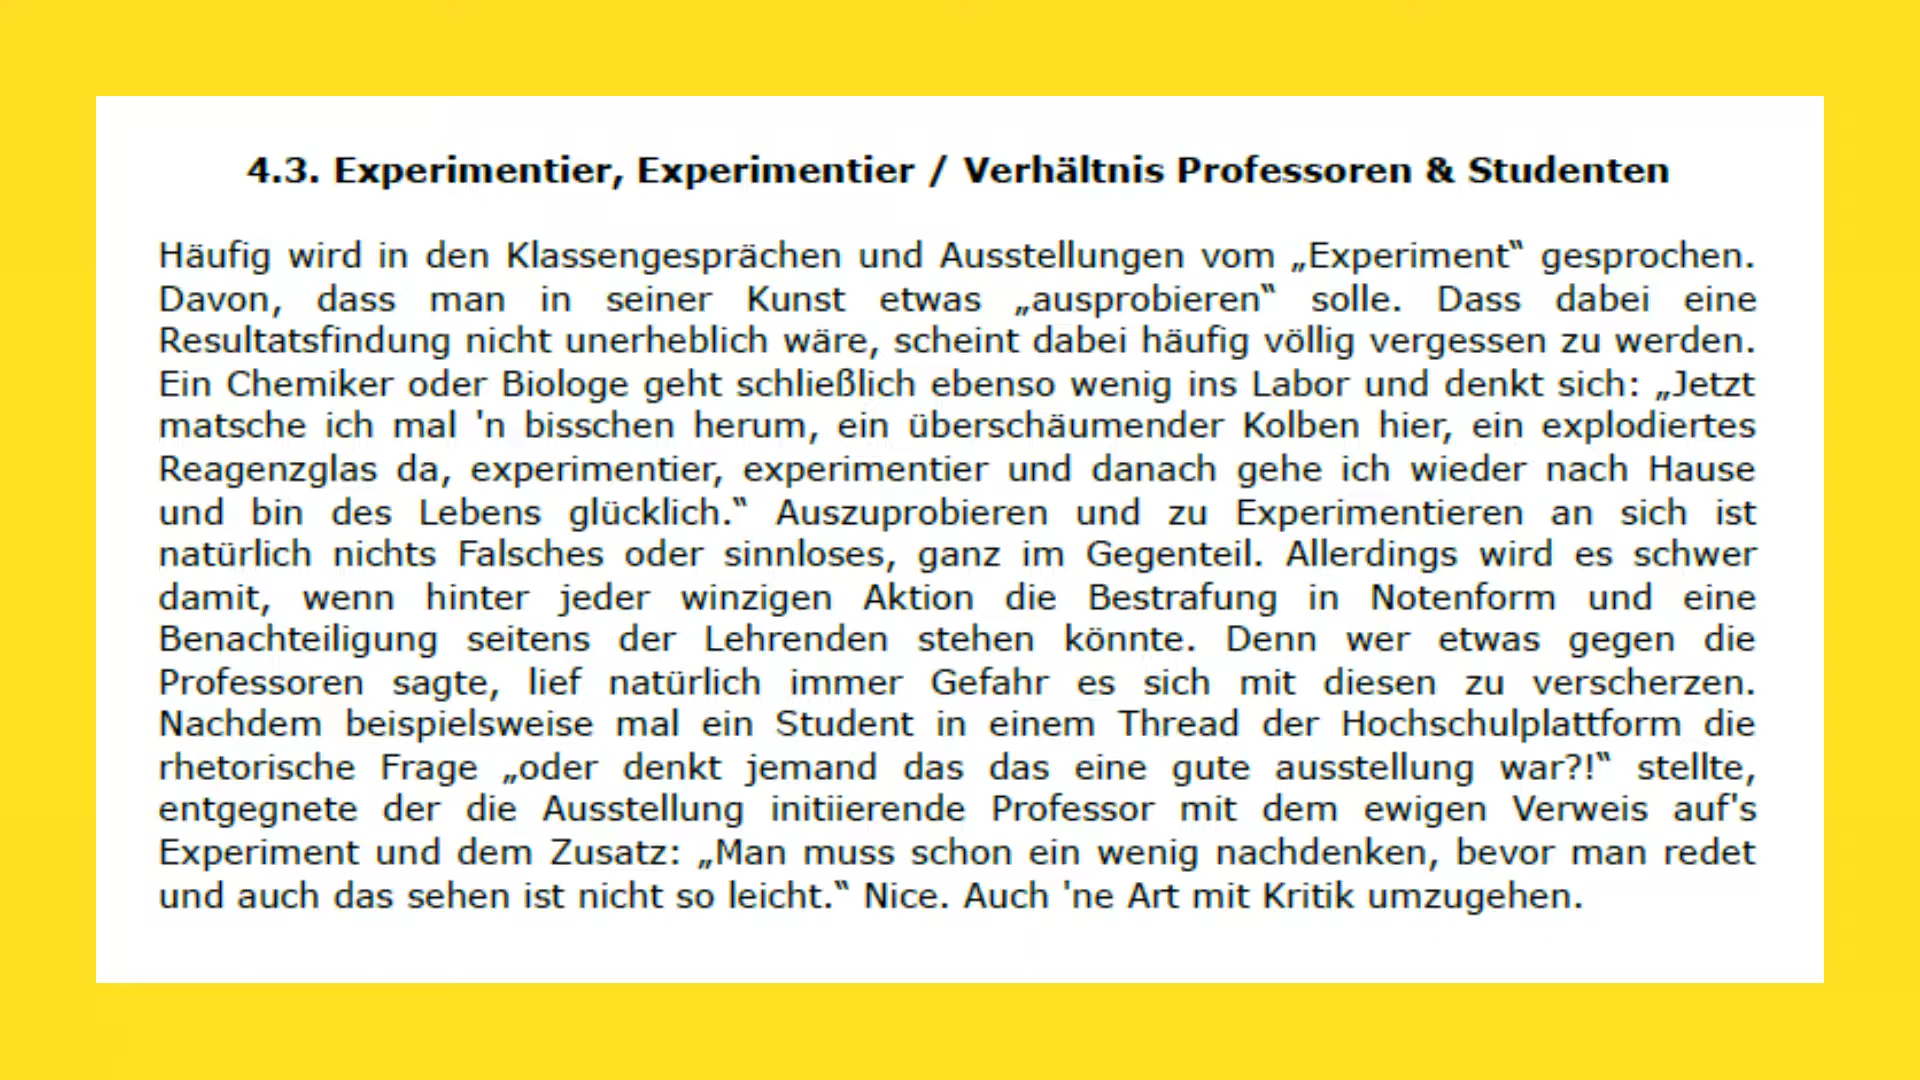 4.3. Experimentier, Experimentier / Verhältnis Professoren & Studenten
Häufig wird in den Klassengesprächen und Ausstellungen vom „Experiment‟ gesprochen.
Davon, dass man in seiner Kunst etwas „ausprobieren‟ solle. Dass dabei eine
Resultatsfindung nicht unerheblich wäre, scheint dabei häufig völlig vergessen zu werden.
Ein Chemiker oder Biologe geht schließlich ebenso wenig ins Labor und denkt sich: „Jetzt
matsche ich mal 'n bisschen herum, ein überschäumender Kolben hier, ein explodiertes
Reagenzglas da, experimentier, experimentier und danach gehe ich wieder nach Hause
und bin des Lebens glücklich.‟ Auszuprobieren und zu Experimentieren an sich ist
natürlich nichts Falsches oder sinnloses, ganz im Gegenteil. Allerdings wird es schwer
damit, wenn hinter jeder winzigen Aktion die Bestrafung in Notenform und eine
Benachteiligung seitens der Lehrenden stehen könnte. Denn wer etwas gegen die
Professoren sagte, lief natürlich immer Gefahr es sich mit diesen zu verscherzen.
Nachdem beispielsweise mal ein Student in einem Thread der Hochschulplattform die
rhetorische Frage „oder denkt jemand das das eine gute ausstellung war?!‟ stellte,
entgegnete der die Ausstellung initiierende Professor mit dem ewigen Verweis auf's
Experiment und dem Zusatz: „Man muss schon ein wenig nachdenken, bevor man redet
und auch das sehen ist nicht so leicht.‟ Nice. Auch 'ne Art mit Kritik umzugehen.